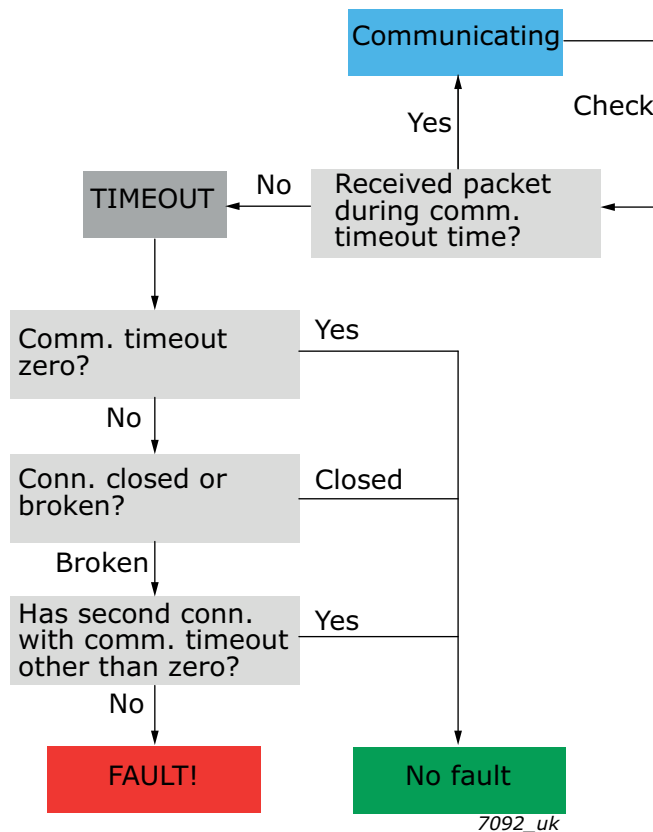 Communicating
Check
Yes
No
Received packet
during comm.
timeout time?
TIMEOUT
Comm. timeout
zero?
Yes
No
Conn. closed or
broken?
Closed
Broken
Has second conn.
with comm. timeout
other than zero?
Yes
No
FAULT!
No fault
7092_uk